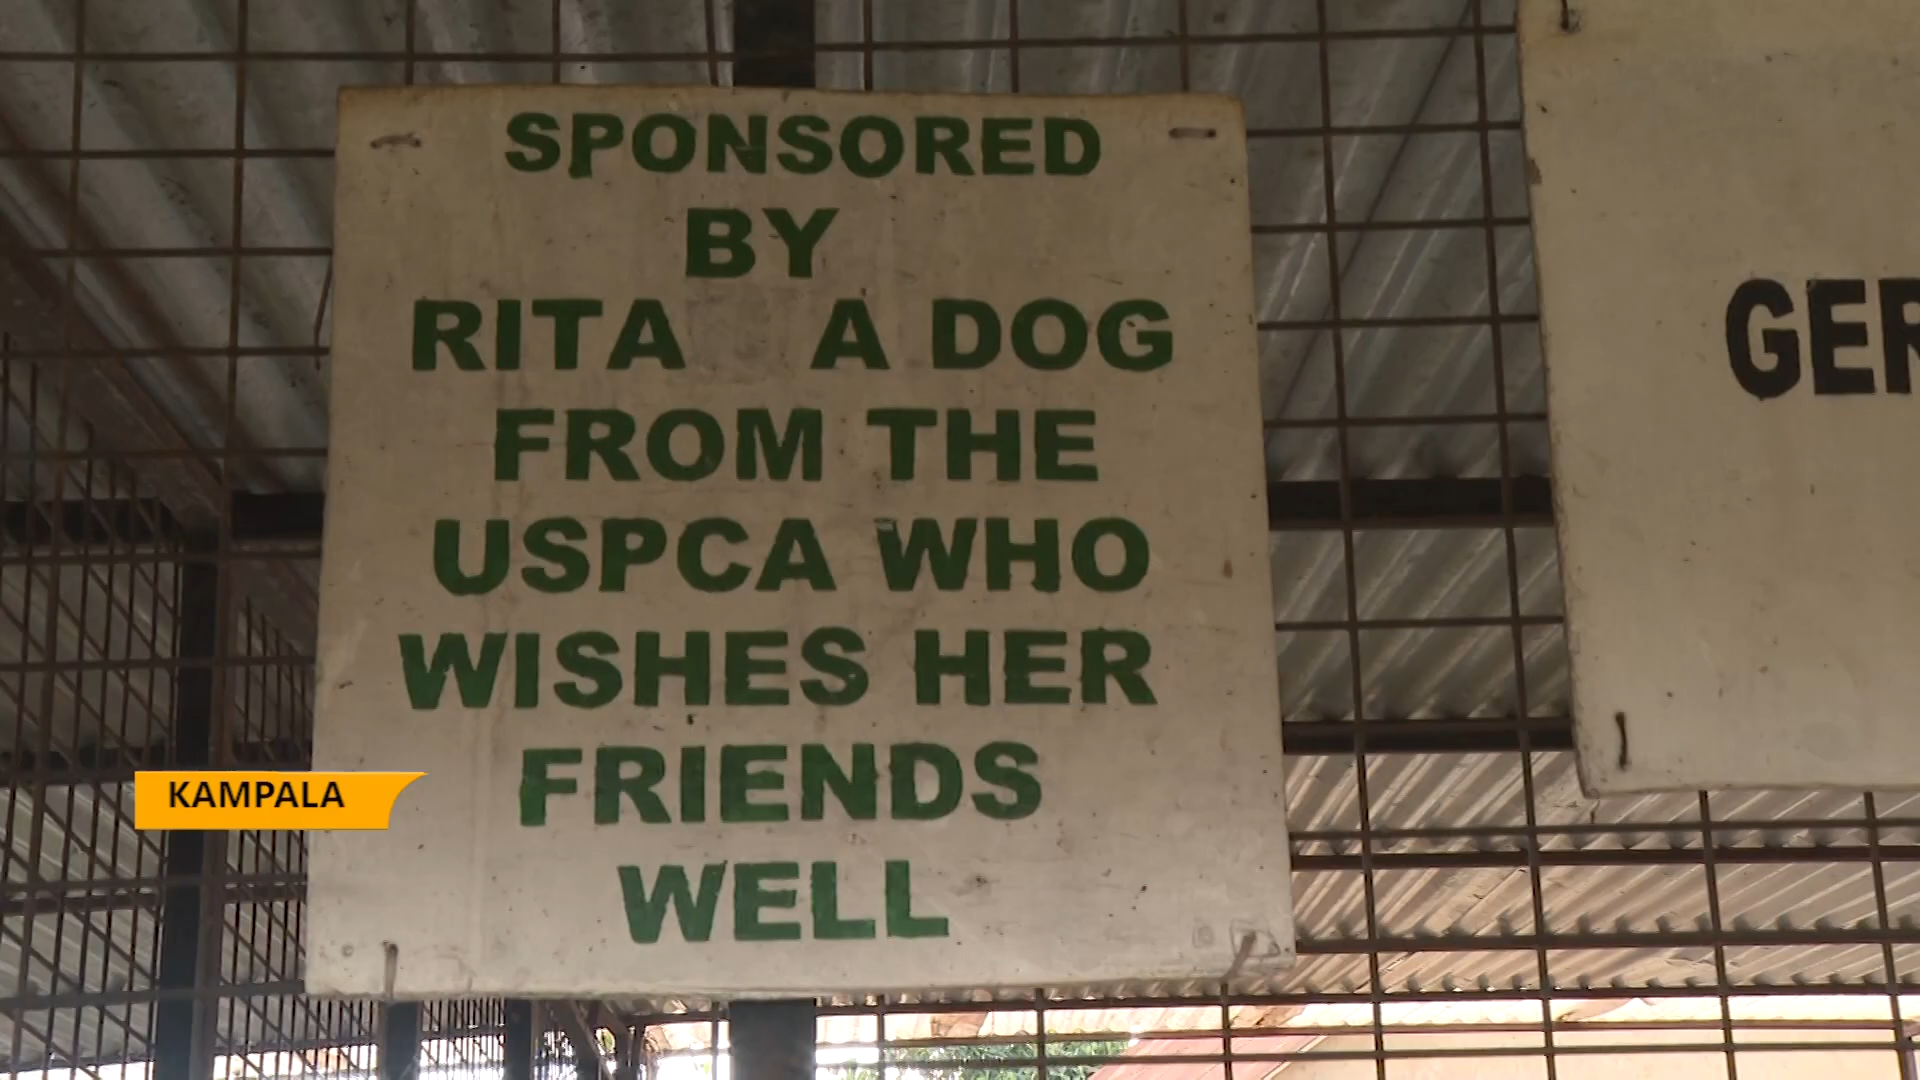 SPONSORED
BY
RITA A DOG
FROM THE
USPCA WHO
WISHES HER
FRIENDS
WELL
GER
KAMPALA